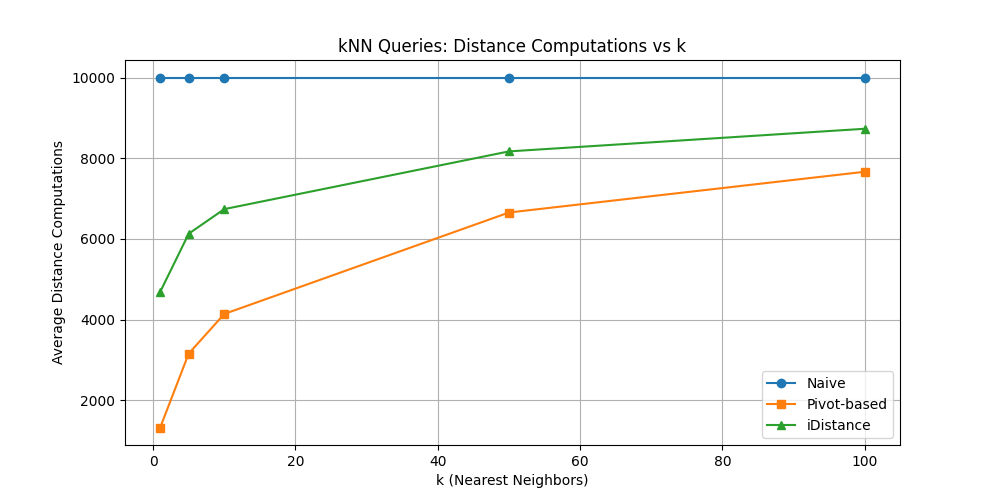 kNN Queries: Distance Computations vs k
Average Distance Computations
10000
8000
6000
4000
2000
0
20
40
60
80
100
k (Nearest Neighbors)
Naive
Pivot-based
iDistance